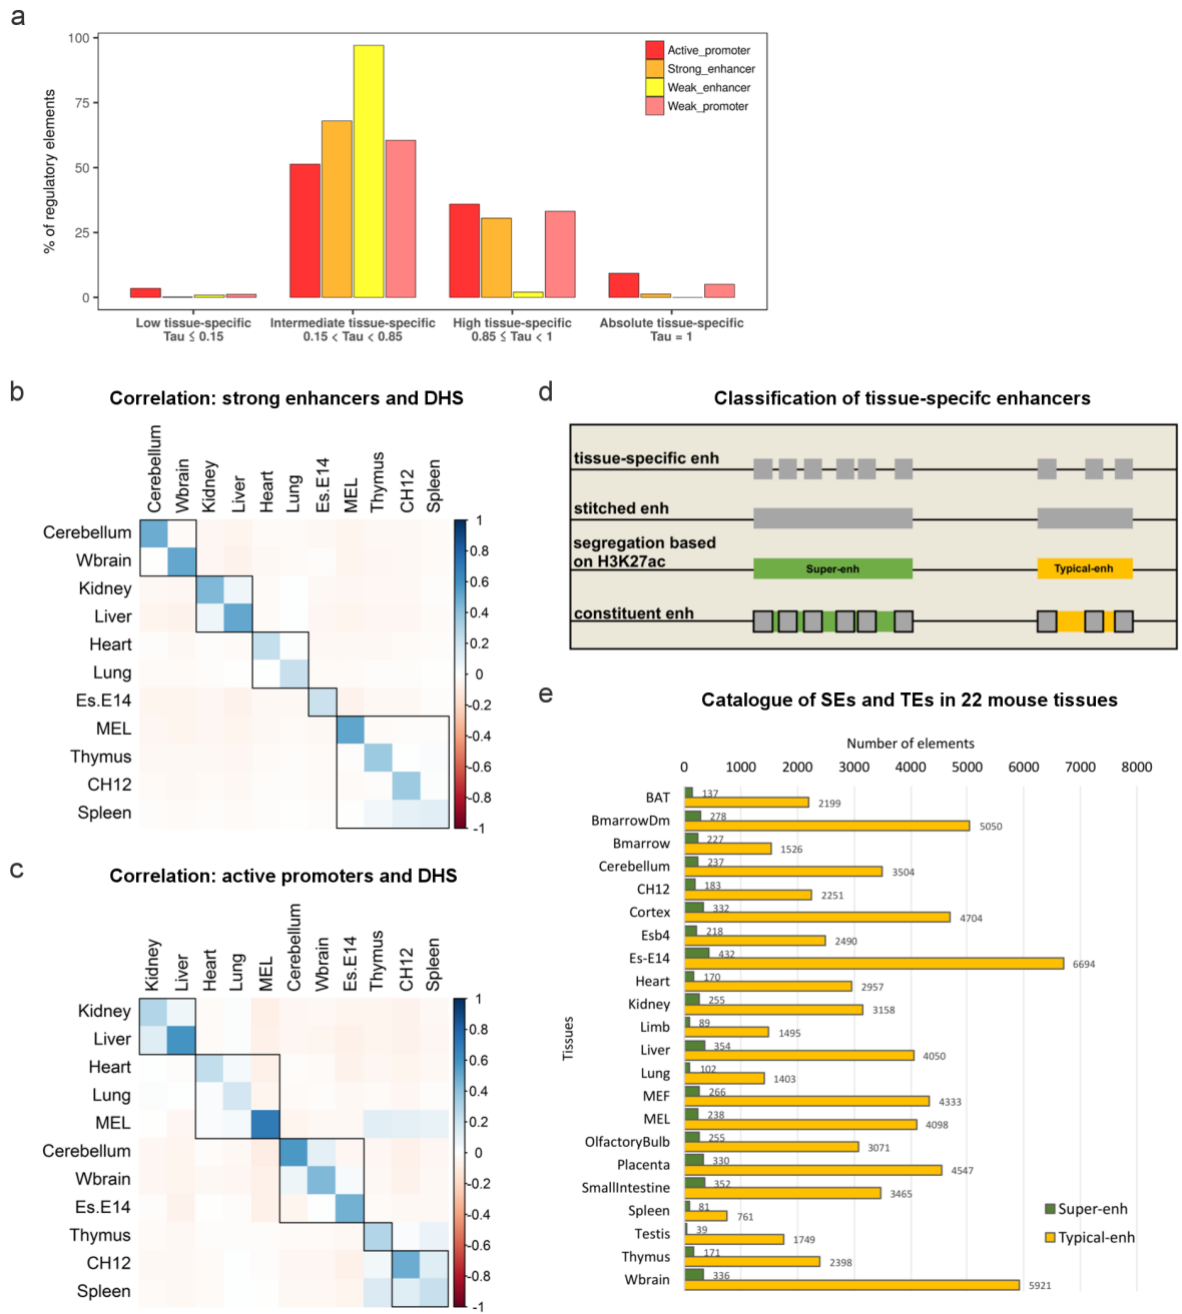 a
100
75
50
25
0
% of regulatory elements
Active_promoter
Strong_enhancer
Weak_enhancer
Weak_promoter
Low tissue-specific
Tau ≤ 0.15
Intermediate tissue-specific
0.15 < Tau < 0.85
High tissue-specific
0.85 ≤ Tau < 1
Absolute tissue-specific
Tau = 1
b
Correlation: strong enhancers and DHS
Cerebellum
Wbrain
Kidney
Liver
Heart
Lung
Es.E14
MEL
Thymus
CH12
Spleen
Cerebellum
Wbrain
Kidney
Liver
Heart
Lung
Es.E14
MEL
Thymus
CH12
Spleen
1
0.8
0.6
0.4
0.2
0
-0.2
-0.4
-0.6
-0.8
-1
c
Correlation: active promoters and DHS
Kidney
Liver
Heart
Lung
MEL
Cerebellum
Wbrain
Es.E14
Thymus
CH12
Spleen
Kidney
Liver
Heart
Lung
MEL
Cerebellum
Wbrain
Es.E14
Thymus
CH12
Spleen
1
0.8
0.6
0.4
0.2
0
-0.2
-0.4
-0.6
-0.8
-1
d
Classification of tissue-specifc enhancers
tissue-specific enh
stitched enh
segregation based
on H3K27ac
Super-enh
Typical-enh
constituent enh
e
Catalogue of SEs and TEs in 22 mouse tissues
Number of elements
0 1000 2000 3000 4000 5000 6000 7000 8000
Tissues
BAT 137
2199
BmarrowDm 278
5050
Bmarrow 227
1526
Cerebellum 237
3504
CH12 183
2251
Cortex 332
4704
Esb4 218
2490
Es-E14 432
6694
Heart 170
2957
Kidney 255
3158
Limb 89
1495
Liver 354
4050
Lung 102
1403
MEF 266
4333
MEL 238
4098
OlfactoryBulb 255
3071
Placenta 330
4547
SmallIntestine 352
3465
Spleen 81
761
Testis 39
1749
Thymus 171
2398
Wbrain 336
5921
Super-enh
Typical-enh